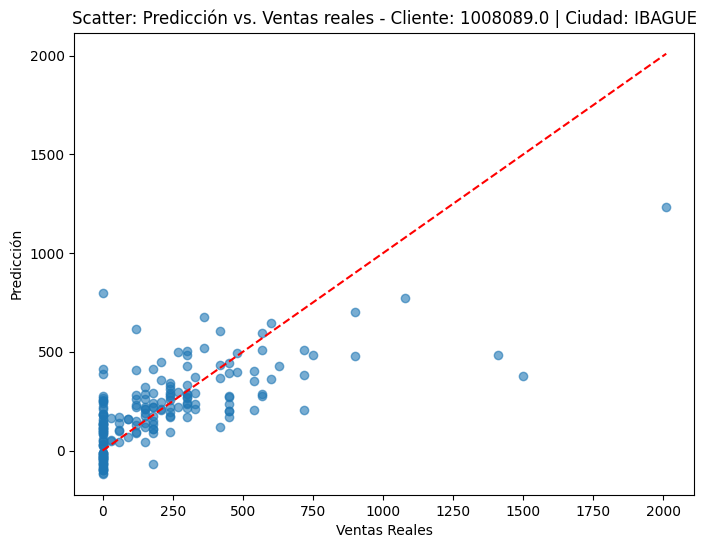 Scatter: Predicción vs. Ventas reales - Cliente: 1008089.0 | Ciudad: IBAGUE
2000
1500
1000
500
0
Predicción
0 250 500 750 1000 1250 1500 1750 2000
Ventas Reales